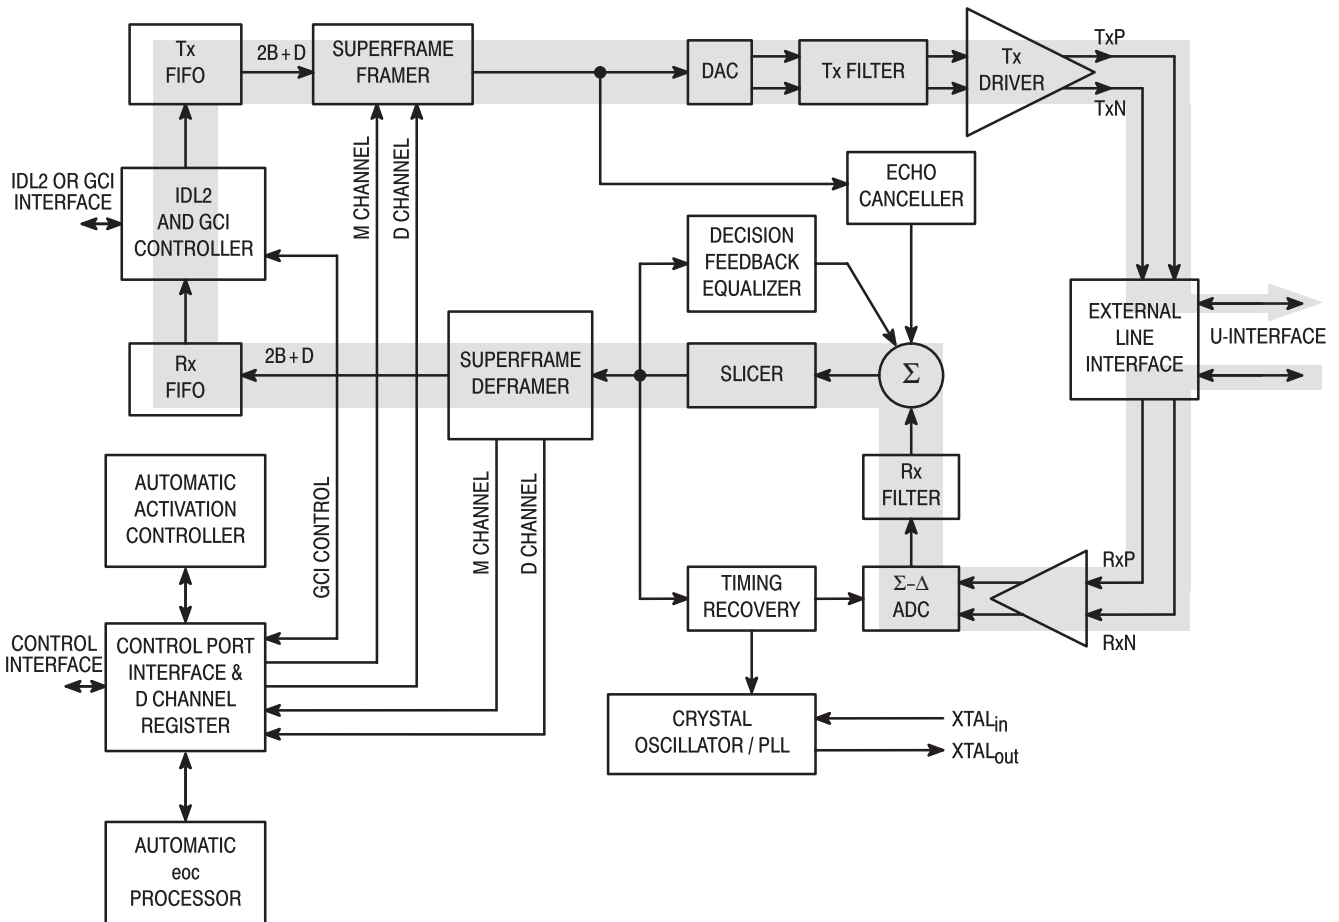 Tx
FIFO
2B + D
SUPERFRAME
FRAMER
DAC
Tx FILTER
Tx
DRIVER
TxP
TxN
IDL2 OR GCI
INTERFACE
IDL2
AND GCI
CONTROLLER
M CHANNEL
D CHANNEL
ECHO
CANCELLER
DECISION
FEEDBACK
EQUALIZER
EXTERNAL
LINE
INTERFACE
U-INTERFACE
Rx
FIFO
2B + D
SUPERFRAME
DEFRAMER
SLICER
Σ
Rx
FILTER
AUTOMATIC
ACTIVATION
CONTROLLER
GCI CONTROL
M CHANNEL
D CHANNEL
TIMING
RECOVERY
Σ–Δ
ADC
RxP
RxN
CONTROL
INTERFACE
CONTROL PORT
INTERFACE &
D CHANNEL
REGISTER
CRYSTAL
OSCILLATOR / PLL
XTALin
XTALout
AUTOMATIC
eoc
PROCESSOR